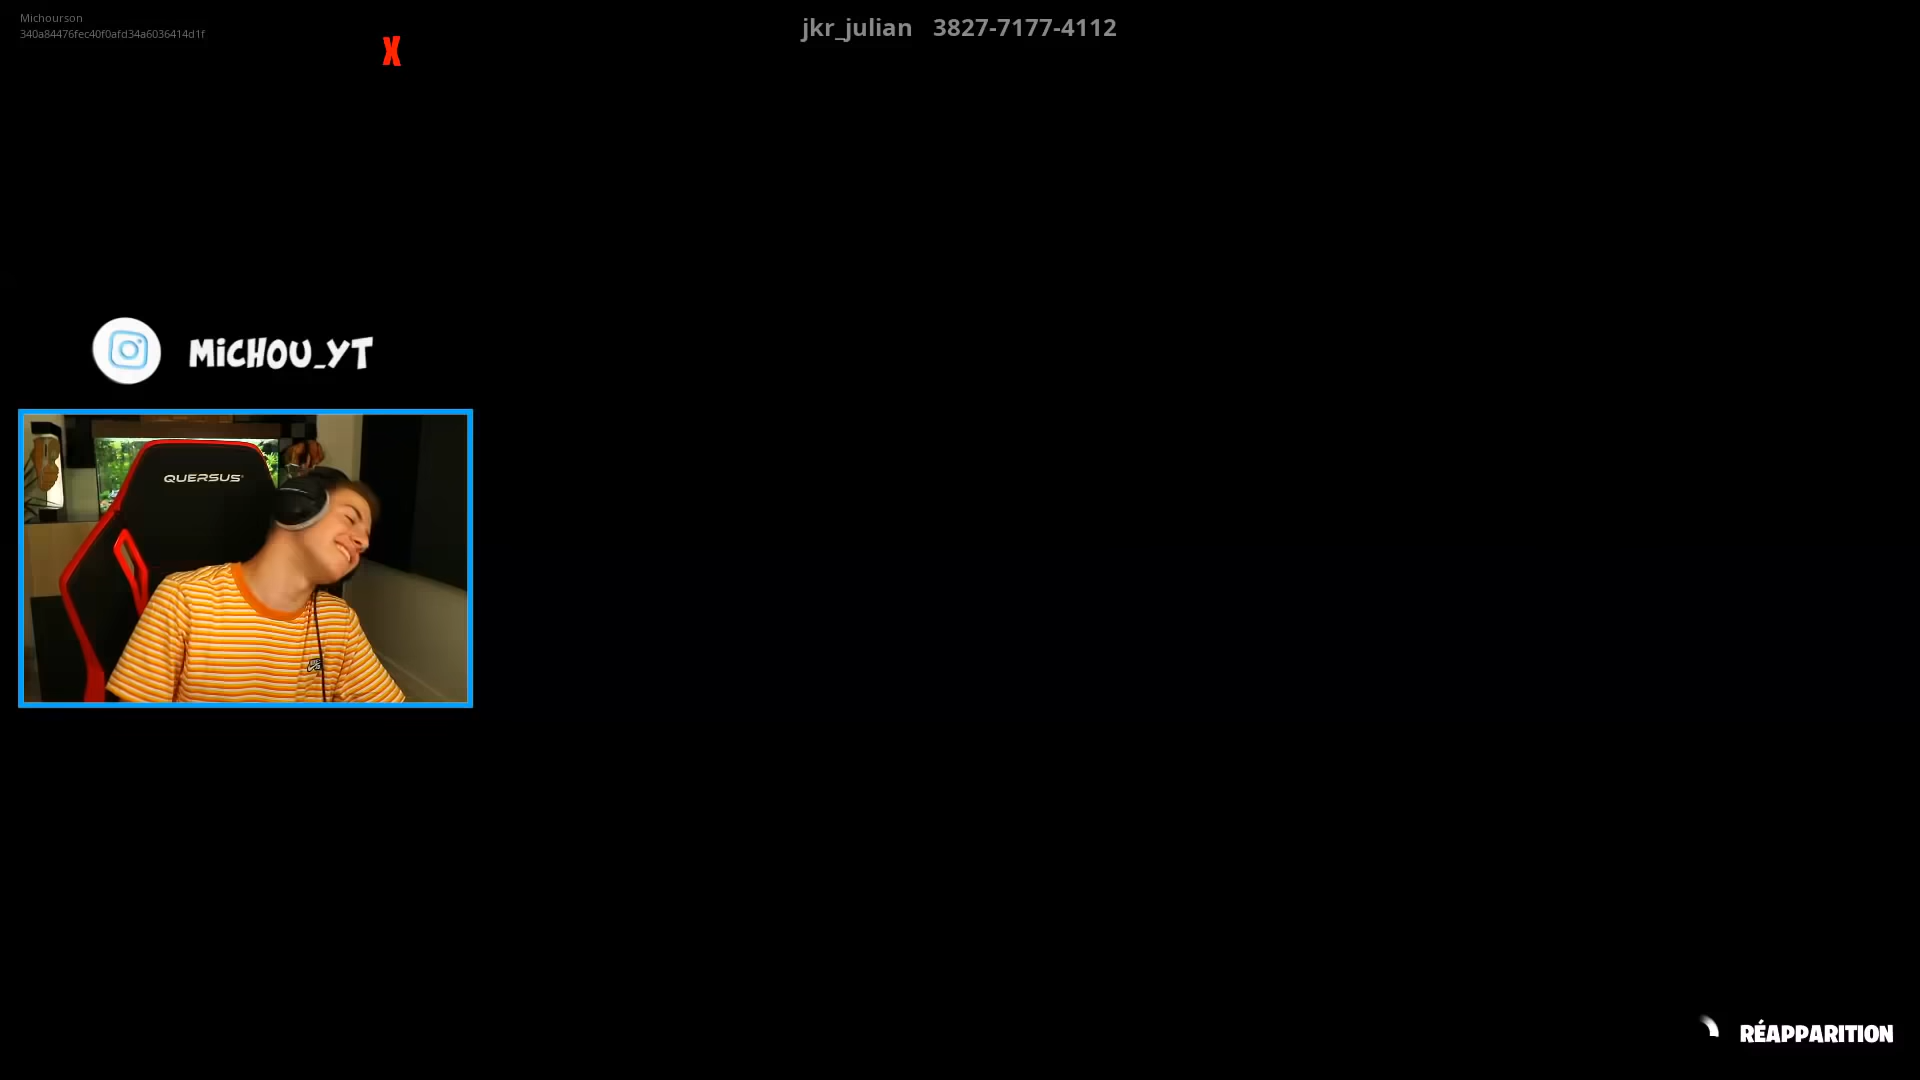 Michourson
340a84476fec40f0afd34a6036414d1f
jkr_julian 3827-7177-4112
X
MiCHOU_YT
QUERSUS
RÉAPPARITION